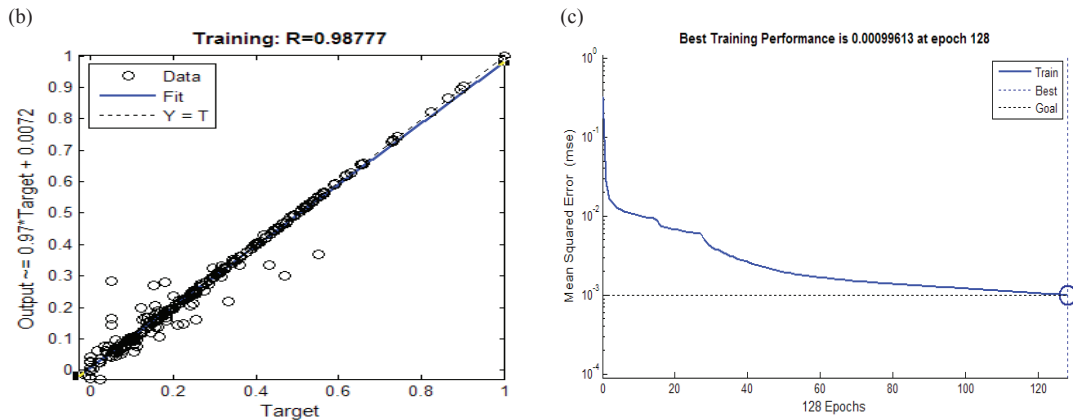 (b)
Training: R=0.98777
Output ~= 0.97*Target + 0.0072
1
0.9
0.8
0.7
0.6
0.5
0.4
0.3
0.2
0.1
0
Data
Fit
Y = T
0 0.2 0.4 0.6 0.8 1
Target
(c)
Best Training Performance is 0.00099613 at epoch 128
Mean Squared Error (mse)
10^0
10^-1
10^-2
10^-3
10^-4
Train
Best
Goal
0 20 40 60 80 100 120
128 Epochs